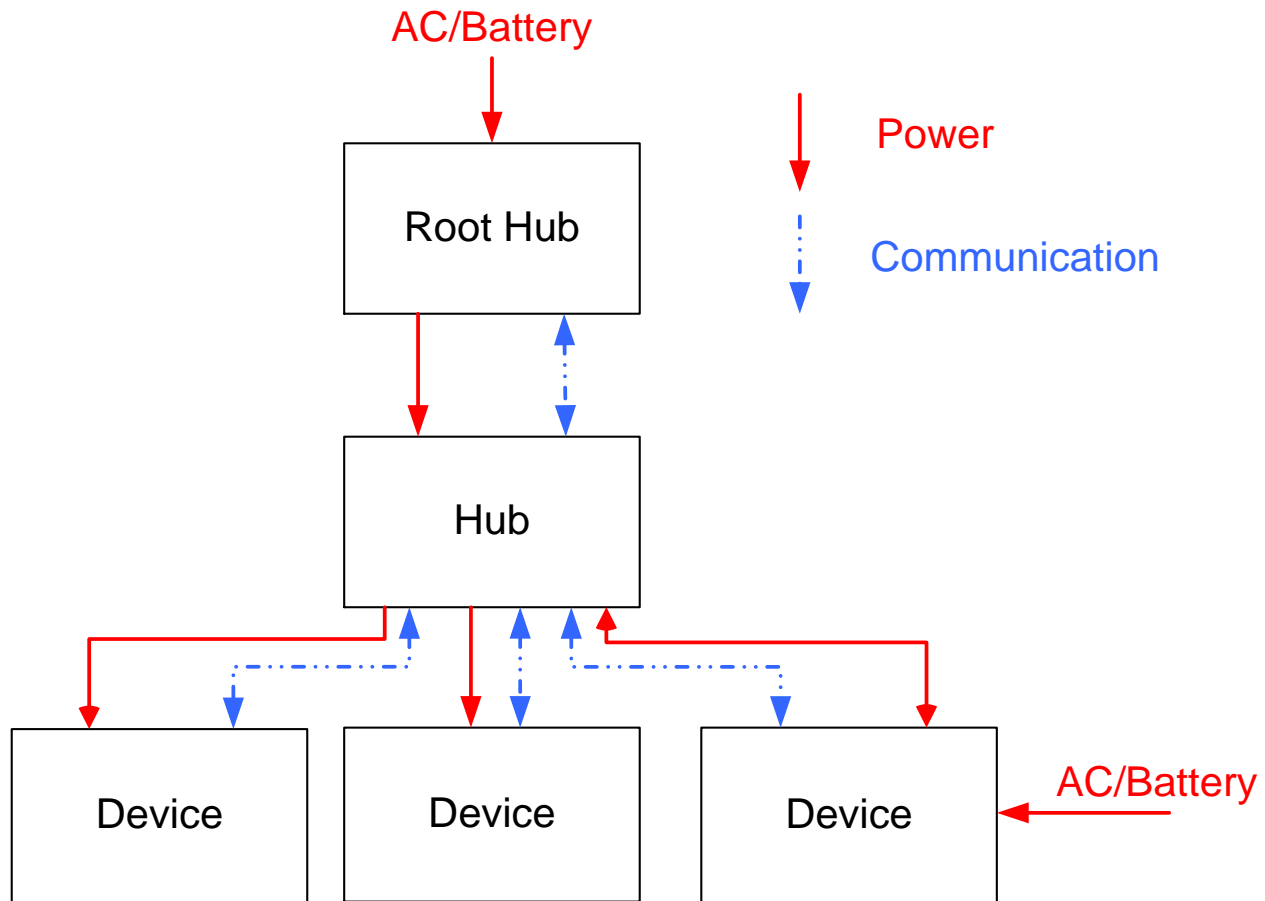 AC/Battery
Power
Root Hub
Communication
Hub
Device
Device
Device
AC/Battery